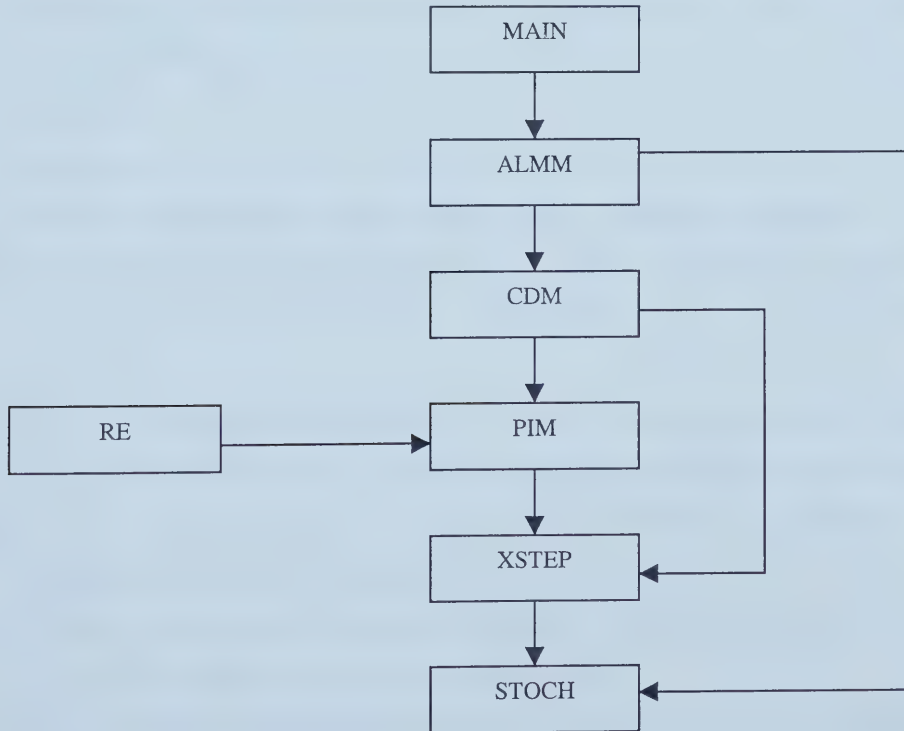 MAIN
ALMM
CDM
RE
PIM
XSTEP
STOCH